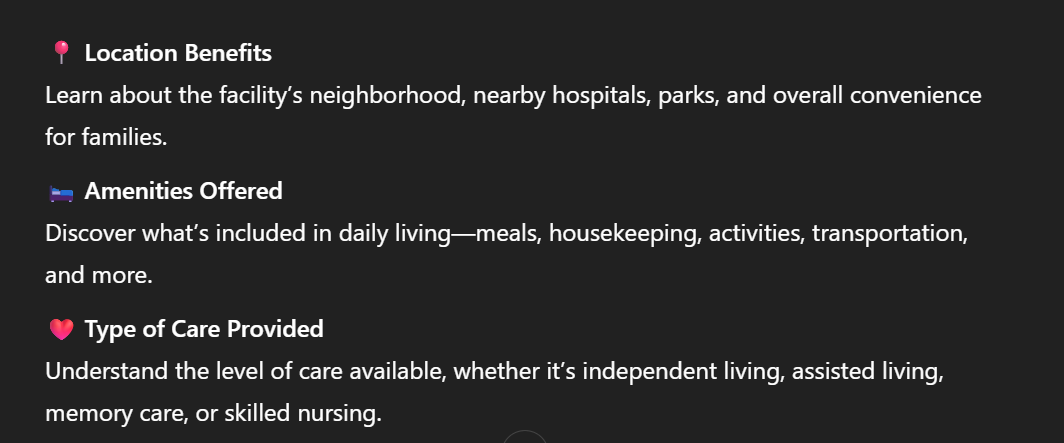 📍 Location Benefits
Learn about the facility’s neighborhood, nearby hospitals, parks, and overall convenience
for families.
🛏️ Amenities Offered
Discover what’s included in daily living—meals, housekeeping, activities, transportation,
and more.
❤️ Type of Care Provided
Understand the level of care available, whether it’s independent living, assisted living,
memory care, or skilled nursing.